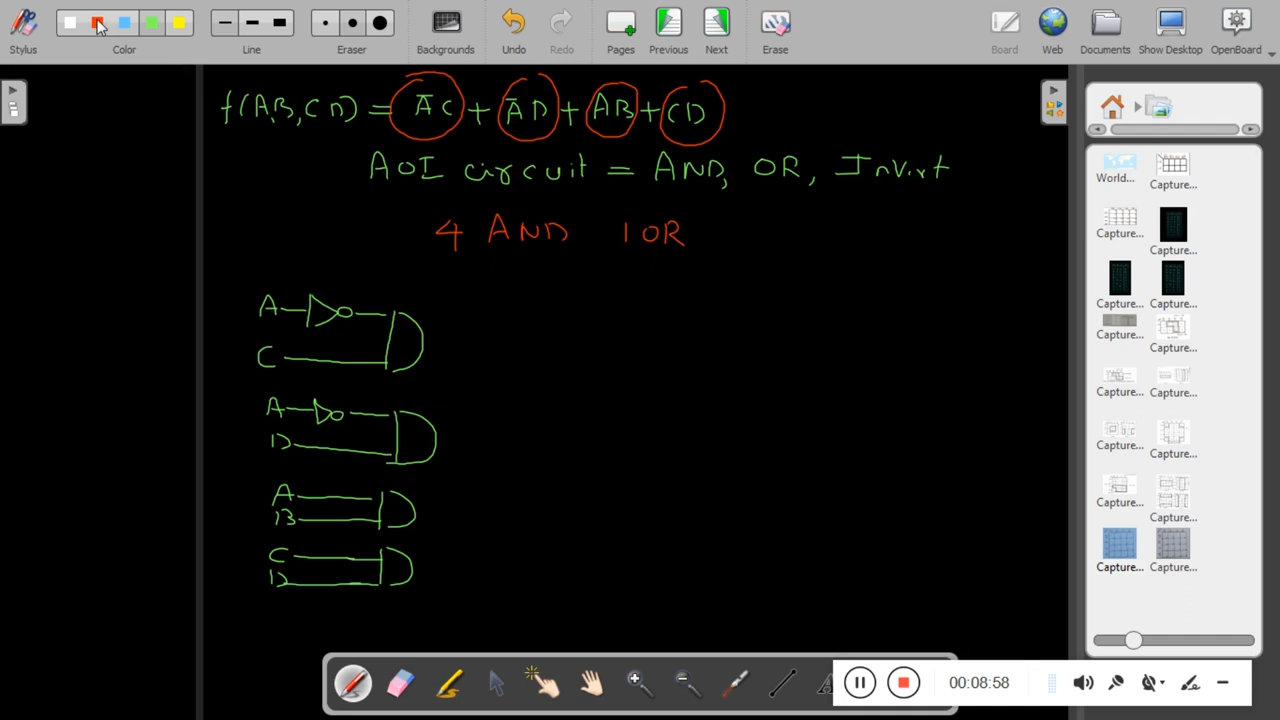 Stylus Color Line Eraser Backgrounds Undo Redo Pages Previous Next Erase Board Web Documents Show Desktop OpenBoard
f(A,B,C D) = ĀC + ĀD + AB + CD
AOI circuit = AND, OR, Invert
4 AND 1 OR
A
C
A
D
A
B
C
D
World... Capture...
Capture... Capture...
Capture... Capture...
Capture... Capture...
Capture... Capture...
Capture... Capture...
Capture... Capture...
Capture... Capture...
A 00:08:58